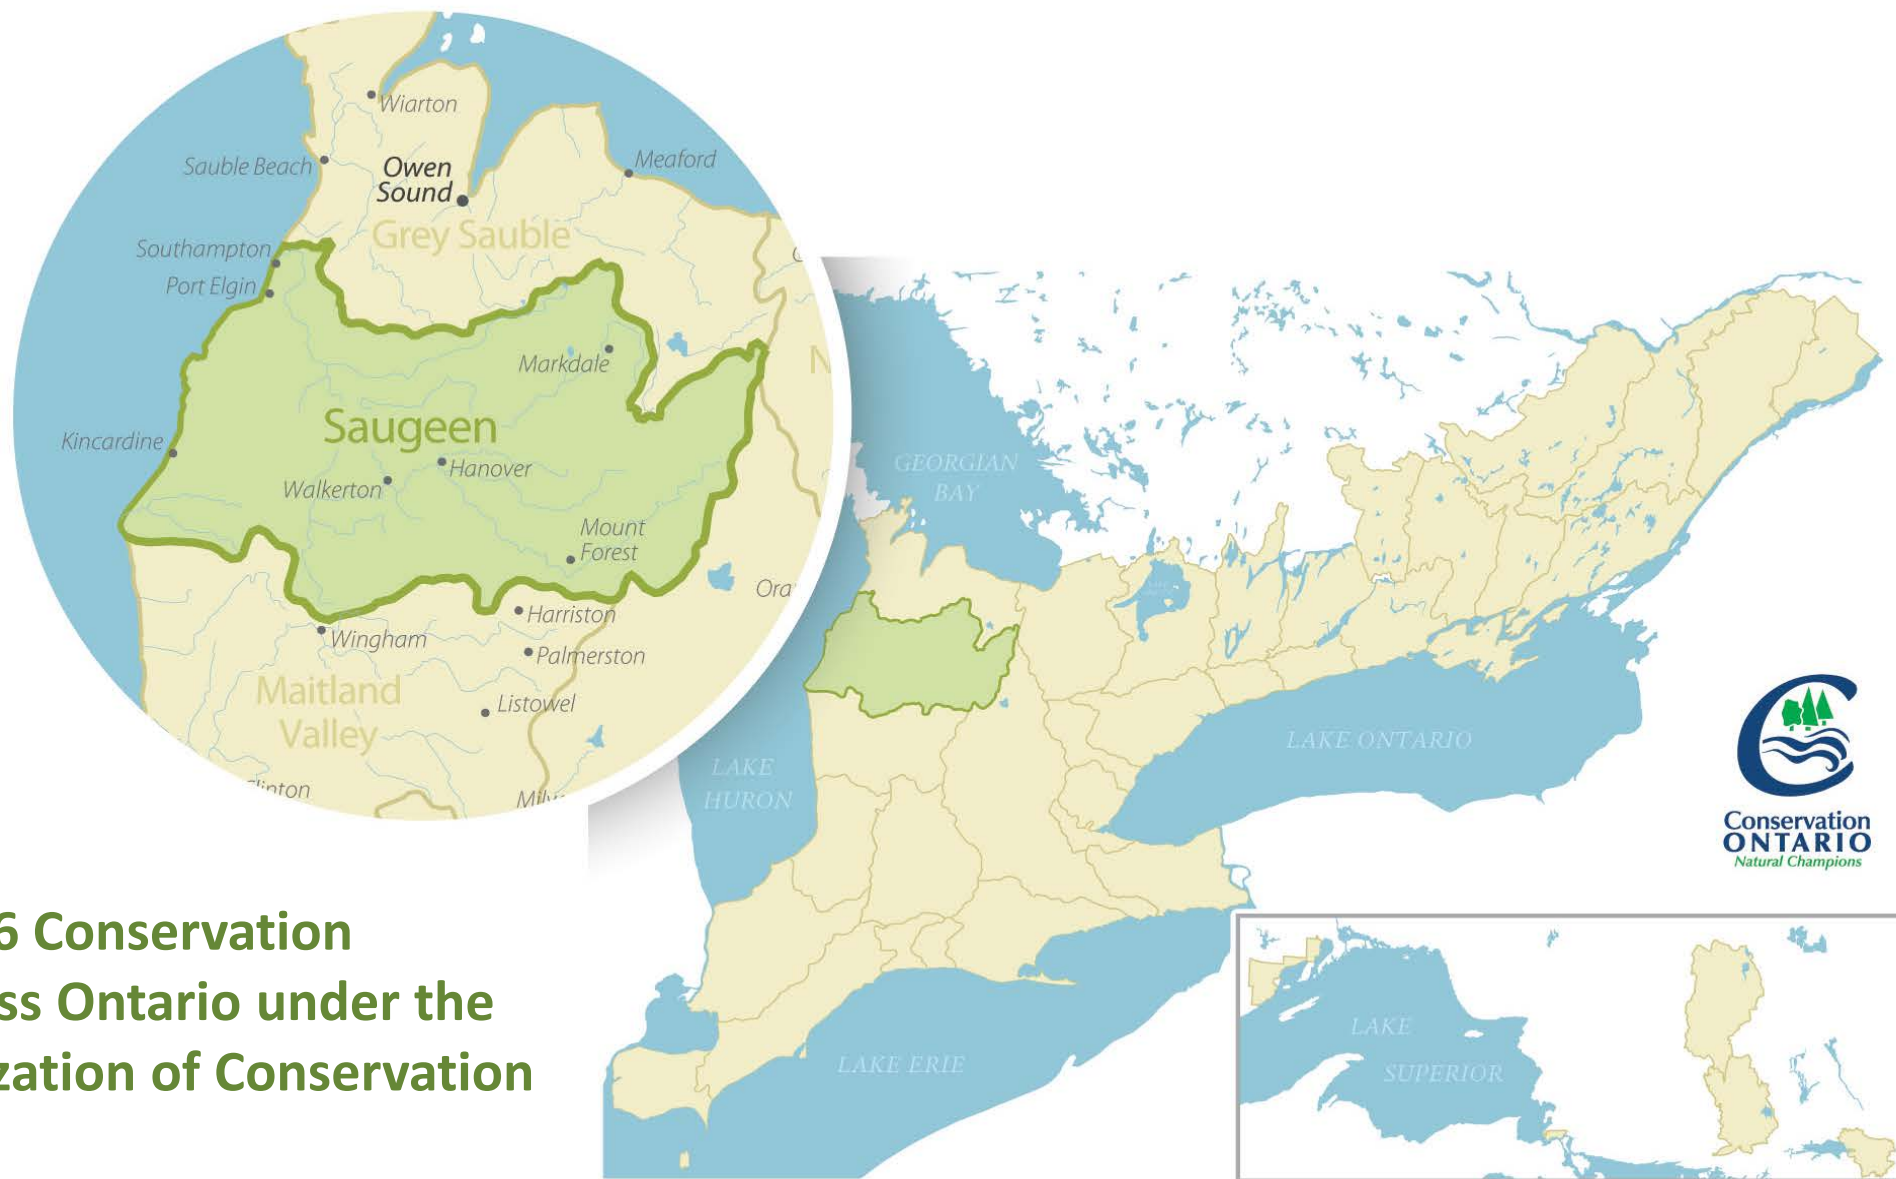 Wiarton
Sauble Beach
Owen
Sound
Meaford
Grey Sauble
Southampton
Port Elgin
Markdale
Saugeen
Kincardine
Hanover
Walkerton
Mount
Forest
Harriston
Wingham
Palmerston
Maitland
Valley
Listowel
GEORGIAN
BAY
LAKE
HURON
LAKE ONTARIO
LAKE ERIE
LAKE
SUPERIOR
Conservation
ONTARIO
Natural Champions
6 Conservation
ss Ontario under the
zation of Conservation